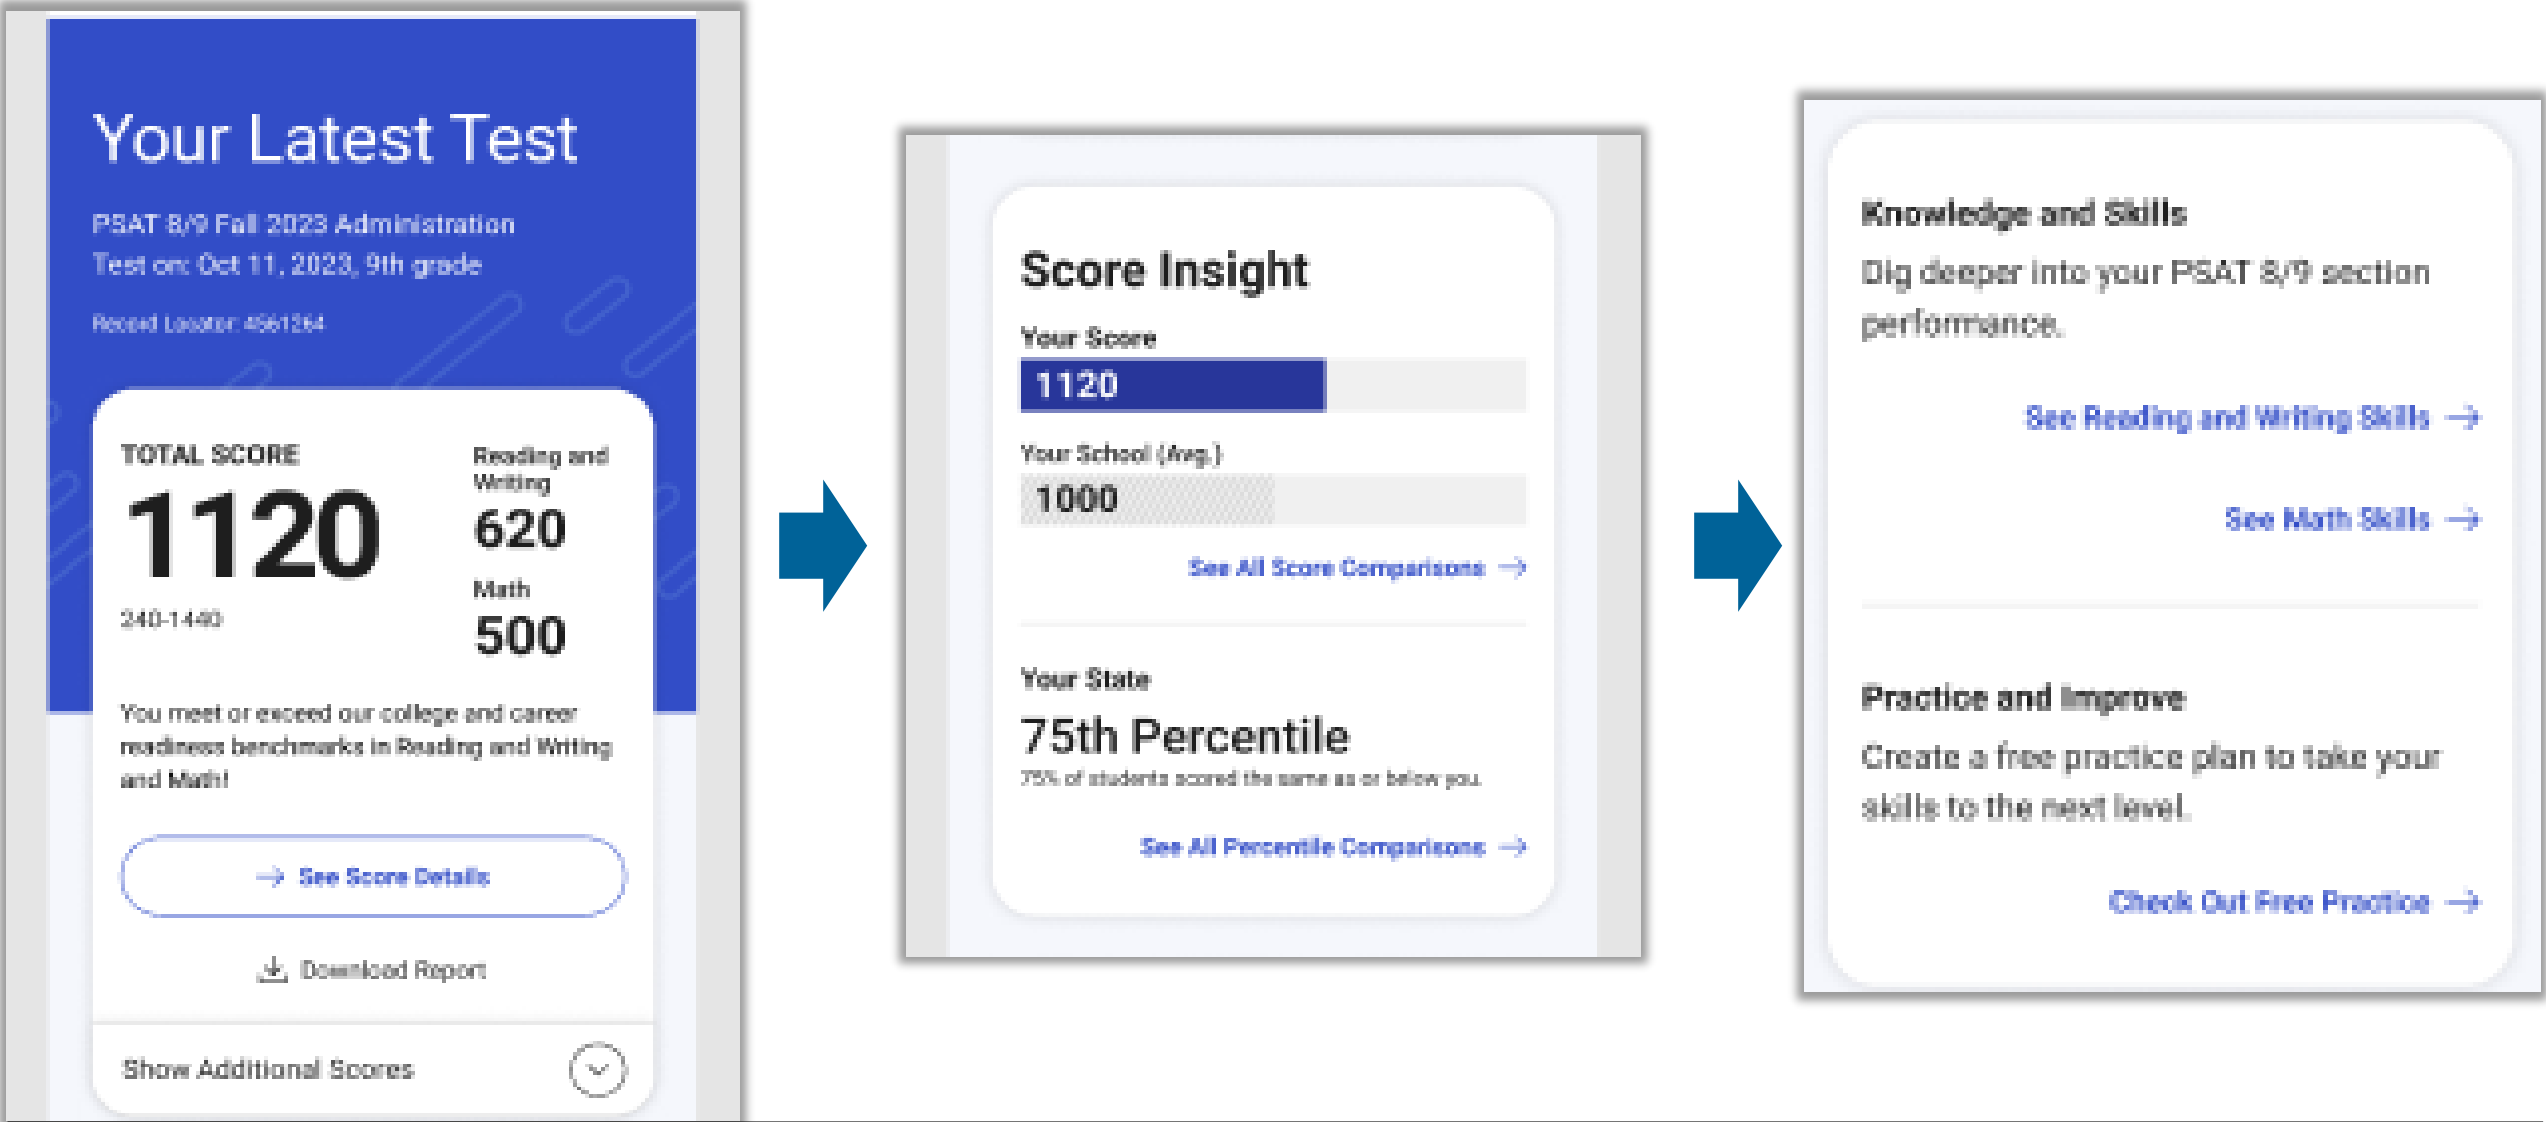 Your Latest Test
PSAT 8/9 Fall 2023 Administration
Test on: Oct 11, 2023, 9th grade
Record Locator: 4561264
TOTAL SCORE
1120
240-1440
Reading and
Writing
620
Math
500
You meet or exceed our college and career
readiness benchmarks in Reading and Writing
and Math!
See Score Details
Download Report
Show Additional Scores
Score Insight
Your Score
1120
Your School (Avg.)
1000
See All Score Comparisons
Your State
75th Percentile
75% of students scored the same as or below you.
See All Percentile Comparisons
Knowledge and Skills
Dig deeper into your PSAT 8/9 section
performance.
See Reading and Writing Skills
See Math Skills
Practice and Improve
Create a free practice plan to take your
skills to the next level.
Check Out Free Practice